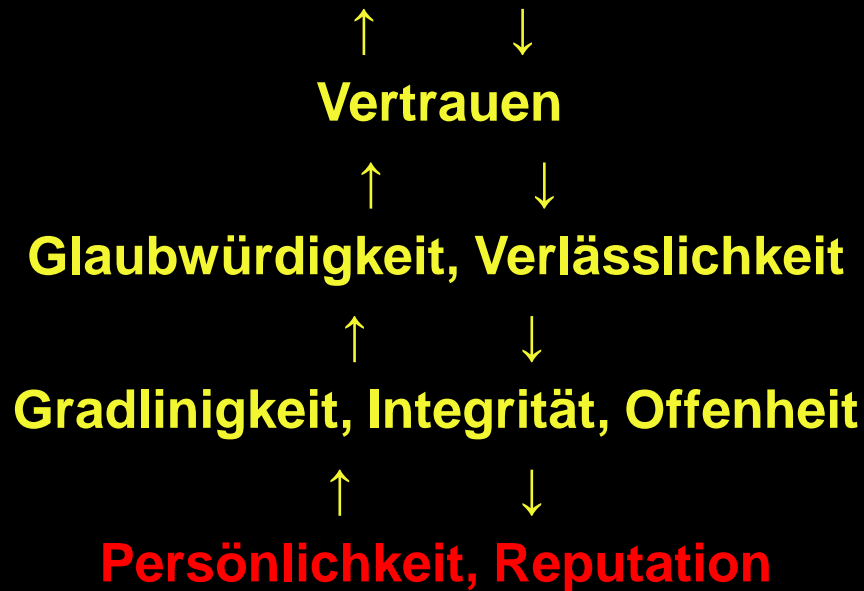 ↑ ↓
Vertrauen
↑ ↓
Glaubwürdigkeit, Verlässlichkeit
↑ ↓
Gradlinigkeit, Integrität, Offenheit
↑ ↓
Persönlichkeit, Reputation